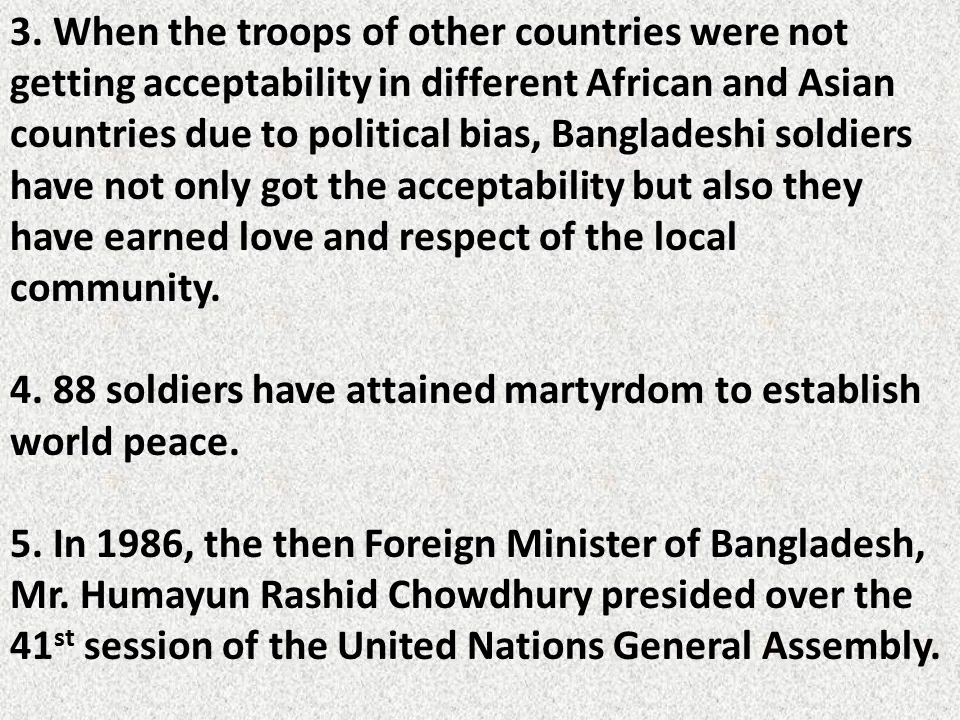 3. When the troops of other countries were not
getting acceptability in different African and Asian
countries due to political bias, Bangladeshi soldiers
have not only got the acceptability but also they
have earned love and respect of the local
community.
4. 88 soldiers have attained martyrdom to establish
world peace.
5. In 1986, the then Foreign Minister of Bangladesh,
Mr. Humayun Rashid Chowdhury presided over the
41st session of the United Nations General Assembly.